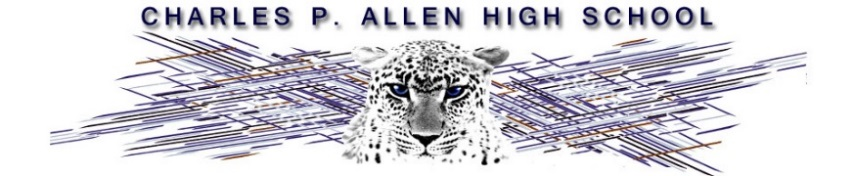 CHARLES P. ALLEN HIGH SCHOOL